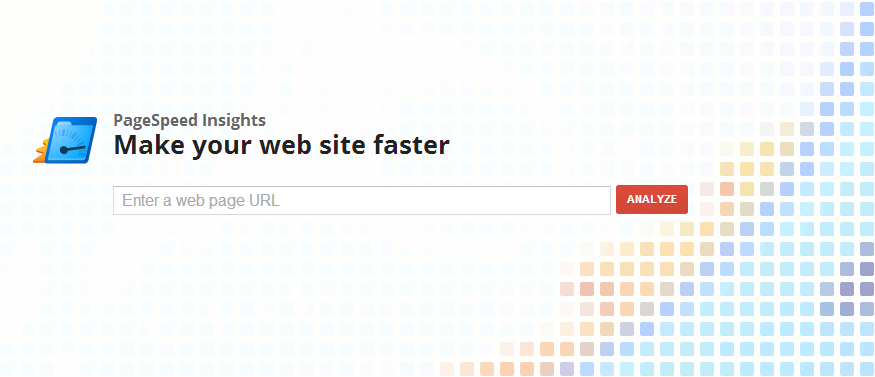 PageSpeed Insights
Make your web site faster
Enter a web page URL
ANALYZE